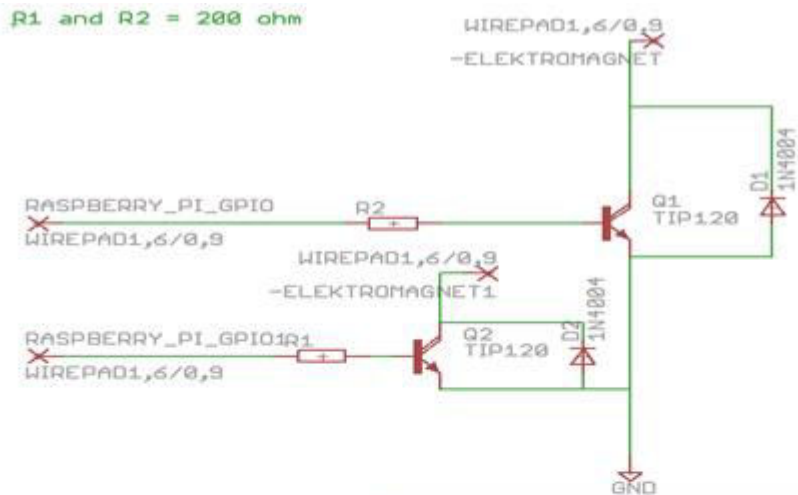 R1 and R2 = 200 ohm
WIREPAD1,6/0,9
-ELEKTROMAGNET
D1
1N4004
RASPBERRY_PI_GPIO
R2
Q1
TIP120
WIREPAD1,6/0,9
WIREPAD1,6/0,9
-ELEKTROMAGNET1
RASPBERRY_PI_GPIO1
R1
Q2
TIP120
D2
1N4004
WIREPAD1,6/0,9
GND